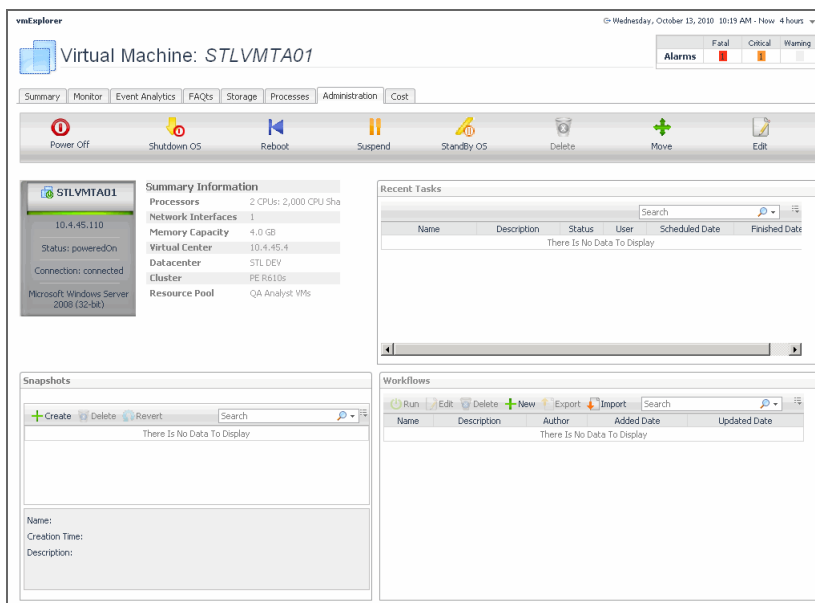 vmExplorer
Wednesday, October 13, 2010 10:19 AM - Now 4 hours
Virtual Machine: STLVMTA01
Fatal Critical Warning
Alarms 1 1
Summary Monitor Event Analytics FAQts Storage Processes Administration Cost
Power Off Shutdown OS Reboot Suspend StandBy OS Delete Move Edit
STLVMTA01
10.4.45.110
Status: poweredOn
Connection: connected
Microsoft Windows Server
2008 (32-bit)
Summary Information
Processors 2 CPUs: 2,000 CPU Sha
Network Interfaces 1
Memory Capacity 4.0 GB
Virtual Center 10.4.45.4
Datacenter STL DEV
Cluster PE R610s
Resource Pool QA Analyst VMs
Recent Tasks
Search
Name Description Status User Scheduled Date Finished Date
There Is No Data To Display
Snapshots
Create Delete Revert Search
There Is No Data To Display
Name:
Creation Time:
Description:
Workflows
Run Edit Delete New Export Import Search
Name Description Author Added Date Updated Date
There Is No Data To Display